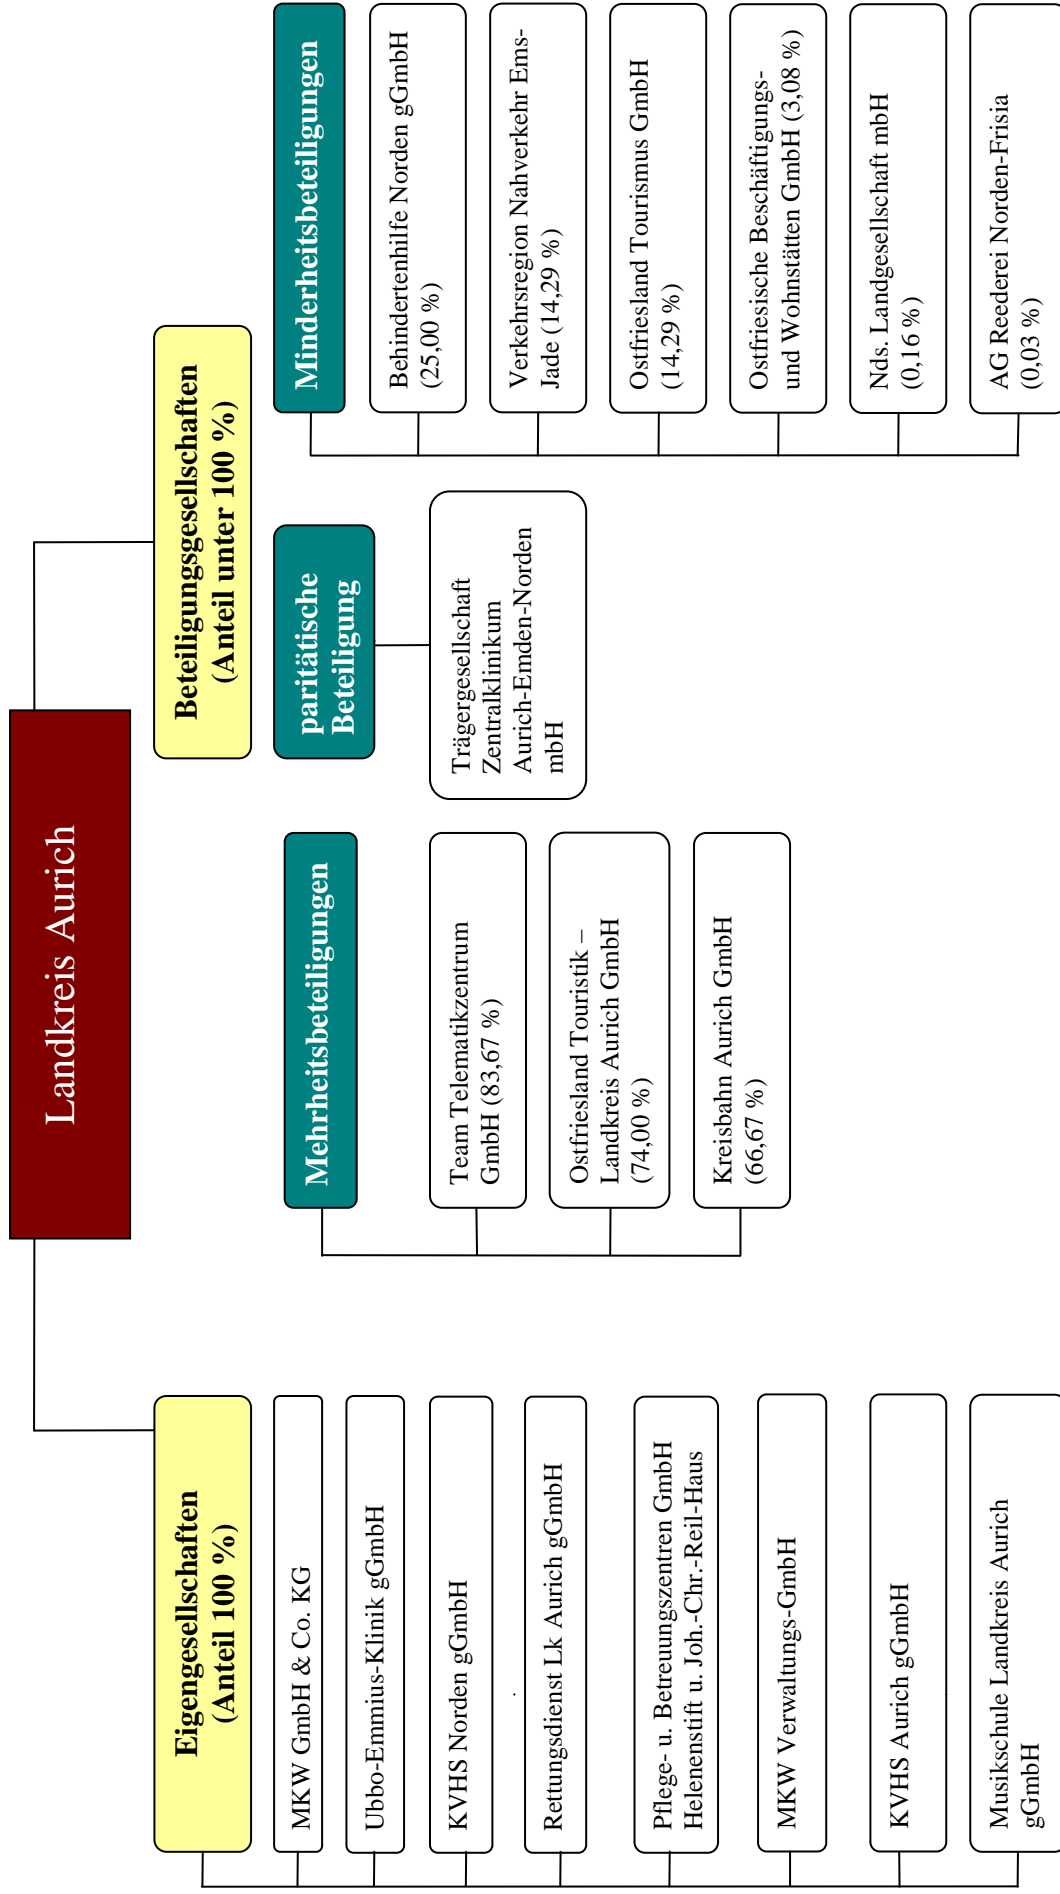 Landkreis Aurich
Eigengesellschaften
(Anteil 100 %)
MKW GmbH & Co. KG
Ubbo-Emmius-Klinik gGmbH
KVHS Norden gGmbH
Rettungsdienst Lk Aurich gGmbH
Pflege- u. Betreuungszentren GmbH
Helenenstift u. Joh.-Chr.-Reil-Haus
MKW Verwaltungs-GmbH
KVHS Aurich gGmbH
Musikschule Landkreis Aurich
gGmbH
Beteiligungsgesellschaften
(Anteil unter 100 %)
Mehrheitsbeteiligungen
Team Telematikzentrum
GmbH (83,67 %)
Ostfriesland Touristik –
Landkreis Aurich GmbH
(74,00 %)
Kreisbahn Aurich GmbH
(66,67 %)
paritätische
Beteiligung
Trägergesellschaft
Zentralklinikum
Aurich-Emden-Norden
mbH
Minderheitsbeteiligungen
Behindertenhilfe Norden gGmbH
(25,00 %)
Verkehrsregion Nahverkehr Ems-
Jade (14,29 %)
Ostfriesland Tourismus GmbH
(14,29 %)
Ostfriesische Beschäftigungs-
und Wohnstätten GmbH (3,08 %)
Nds. Landgesellschaft mbH
(0,16 %)
AG Reederei Norden-Frisia
(0,03 %)